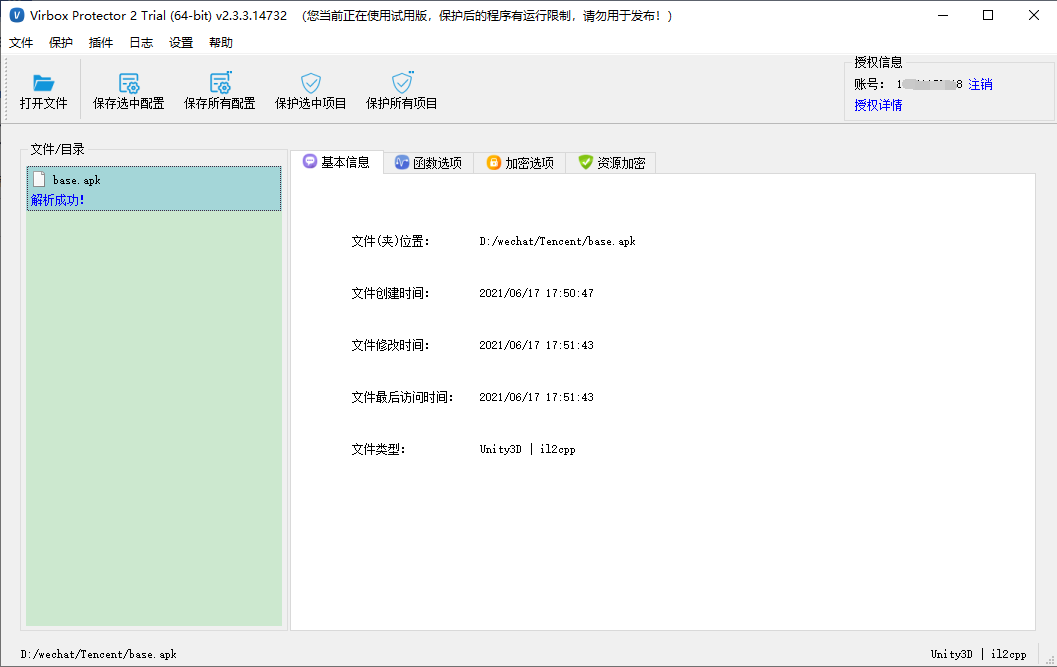 Virbox Protector 2 Trial (64-bit) v2.3.3.14732 (您当前正在使用试用版，保护后的程序有运行限制，请勿用于发布！)
文件 保护 插件 日志 设置 帮助
打开文件 保存选中配置 保存所有配置 保护选中项目 保护所有项目
授权信息
账号： 注销
授权详情
文件/目录
base.apk
解析成功!
基本信息 函数选项 加密选项 资源加密
文件(夹)位置： D:/wechat/Tencent/base.apk
文件创建时间： 2021/06/17 17:50:47
文件修改时间： 2021/06/17 17:51:43
文件最后访问时间： 2021/06/17 17:51:43
文件类型： Unity3D | il2cpp
D:/wechat/Tencent/base.apk Unity3D | il2cpp